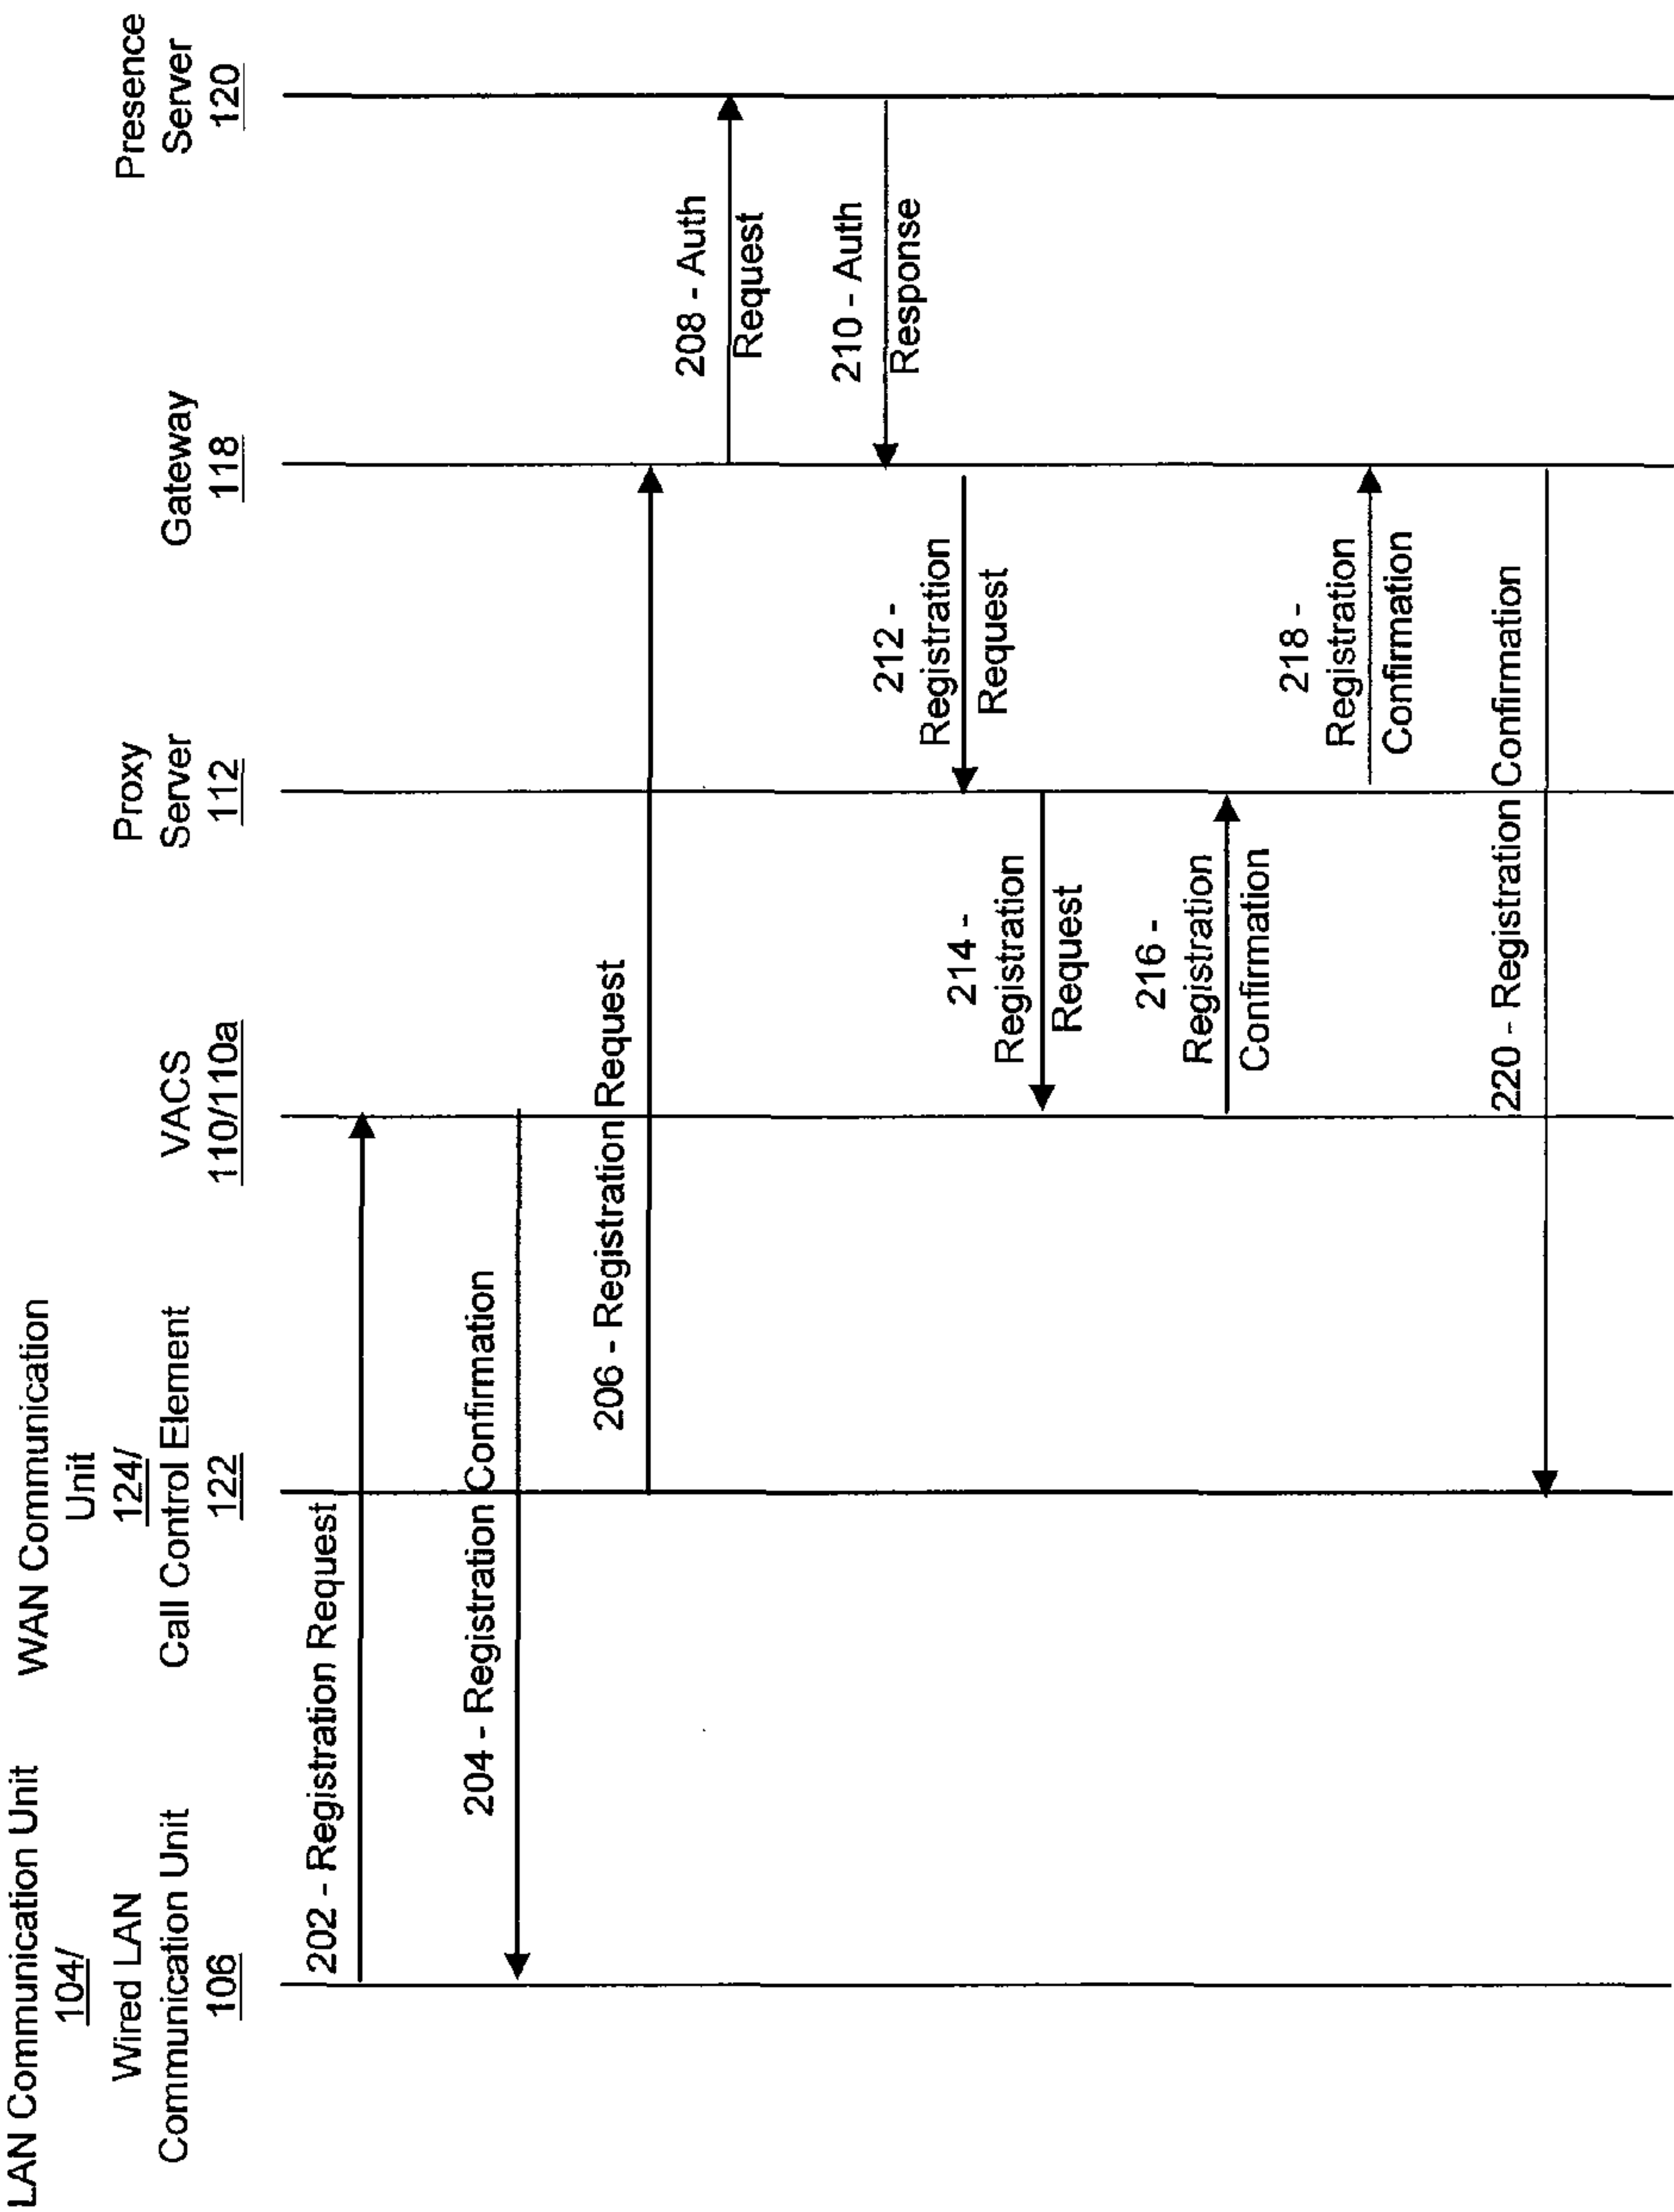 LAN Communication Unit
104/
Wired LAN
Communication Unit
106
WAN Communication
Unit
124/
Call Control Element
122
VACS
110/110a
Proxy
Server
112
Gateway
118
Presence
Server
120
202 - Registration Request
204 - Registration Confirmation
206 - Registration Request
208 - Auth
Request
210 - Auth
Response
212 -
Registration
Request
214 -
Registration
Request
216 -
Registration
Confirmation
218 -
Registration
Confirmation
220 - Registration Confirmation